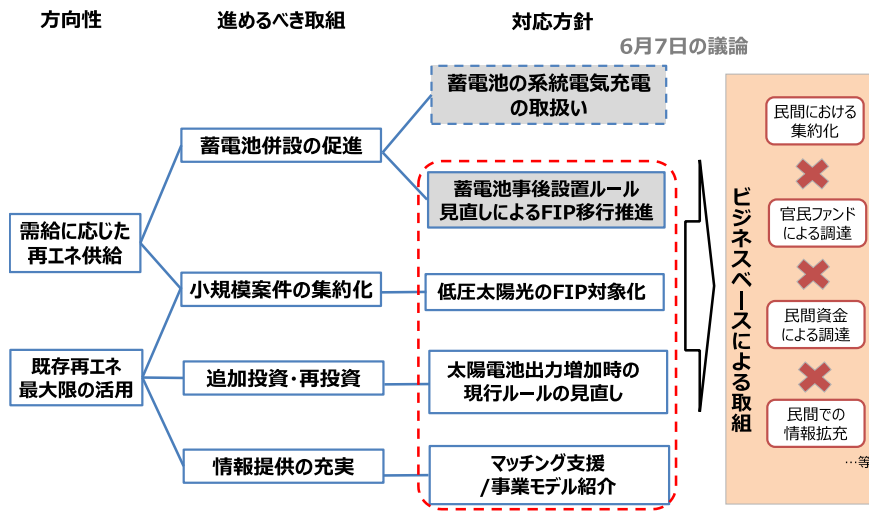 方向性
進めるべき取組
対応方針
6月7日の議論
蓄電池の系統電気充電
の取扱い
蓄電池併設の促進
蓄電池事後設置ルール
見直しによるFIP移行推進
需給に応じた
再エネ供給
小規模案件の集約化
低圧太陽光のFIP対象化
既存再エネ
最大限の活用
追加投資・再投資
太陽電池出力増加時の
現行ルールの見直し
情報提供の充実
マッチング支援
/事業モデル紹介
ビジネスベースによる取組
民間における
集約化
官民ファンド
による調達
民間資金
による調達
民間での
情報拡充
…等